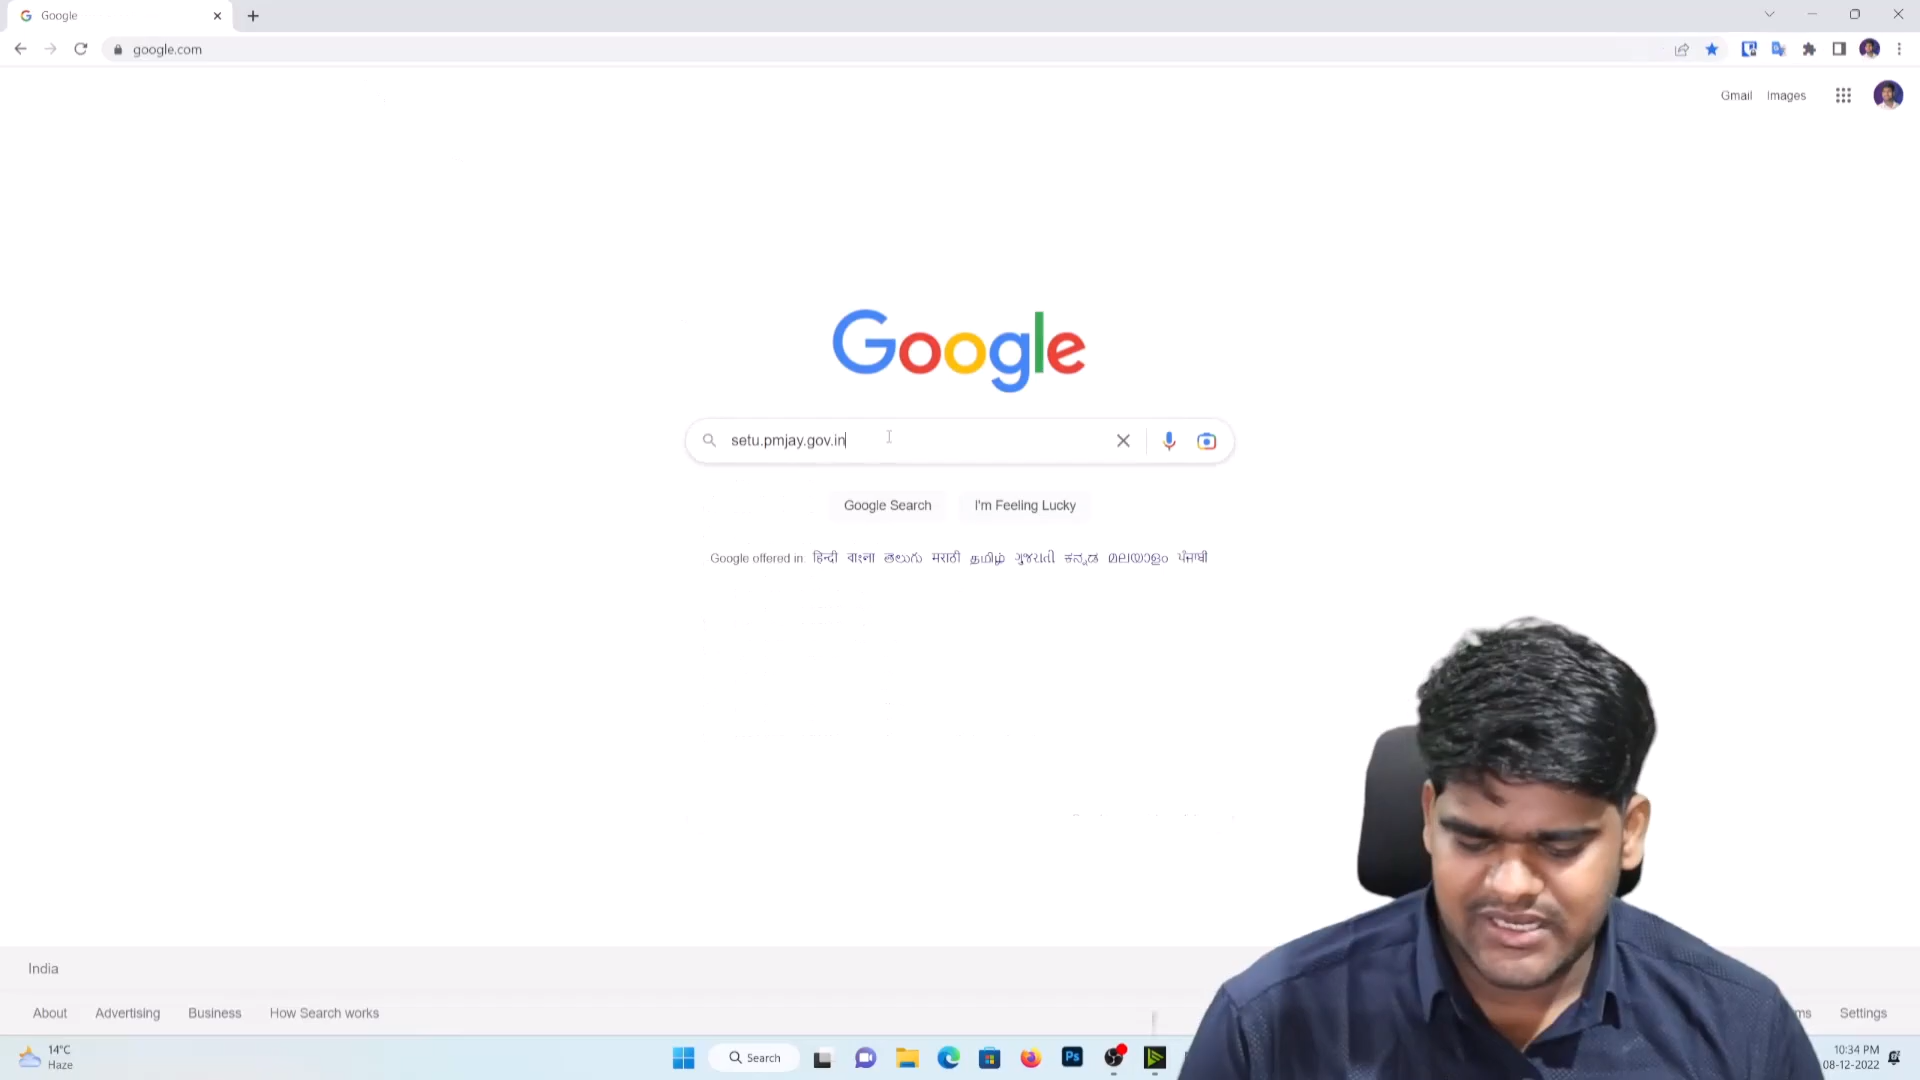 Google
google.com
Gmail Images
Google
setu.pmjay.gov.in
Google Search I'm Feeling Lucky
Google offered in: हिन्दी বাংলা తెలుగు मराठी தமிழ் ગુજરાતી ಕನ್ನಡ മലയാളം ਪੰਜਾਬੀ
India
About Advertising Business How Search works Settings
14°C
Haze
Search
Ps
10:34 PM
08-12-2022